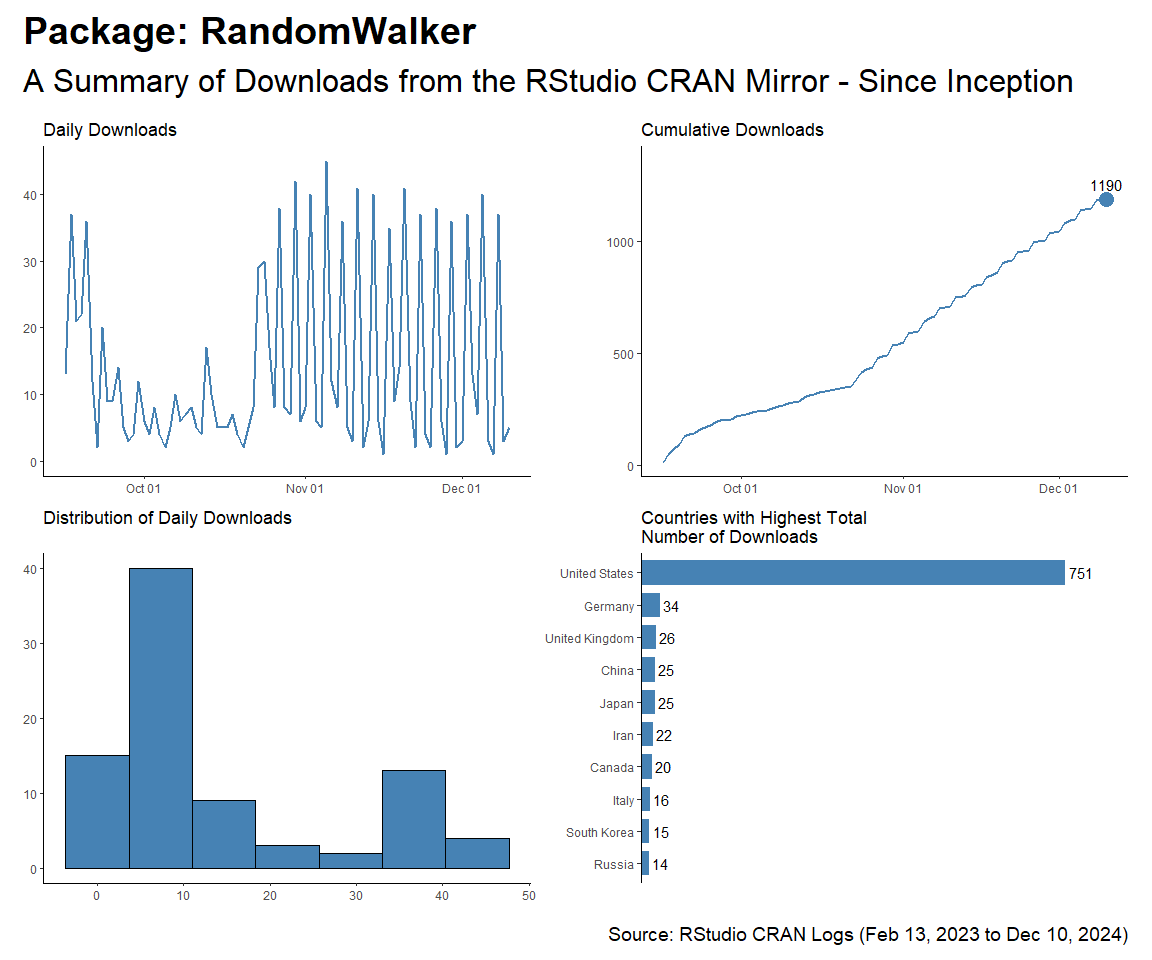 Package: RandomWalker
A Summary of Downloads from the RStudio CRAN Mirror - Since Inception
Daily Downloads
40
30
20
10
0
Oct 01
Nov 01
Dec 01
Cumulative Downloads
1190
1000
500
0
Oct 01
Nov 01
Dec 01
Distribution of Daily Downloads
40
30
20
10
0
0
10
20
30
40
50
Countries with Highest Total
Number of Downloads
United States 751
Germany 34
United Kingdom 26
China 25
Japan 25
Iran 22
Canada 20
Italy 16
South Korea 15
Russia 14
Source: RStudio CRAN Logs (Feb 13, 2023 to Dec 10, 2024)